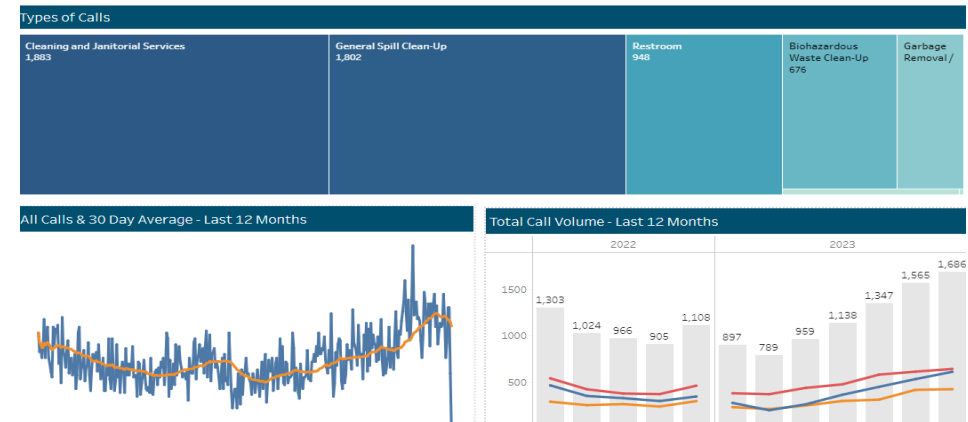 Types of Calls
Cleaning and Janitorial Services
1,883
General Spill Clean-Up
1,802
Restroom
948
Biohazardous
Waste Clean-Up
676
Garbage
Removal /
All Calls & 30 Day Average - Last 12 Months
Total Call Volume - Last 12 Months
2022
2023
1500
1000
500
1,303
1,024
966
905
1,108
897
789
959
1,138
1,347
1,565
1,686